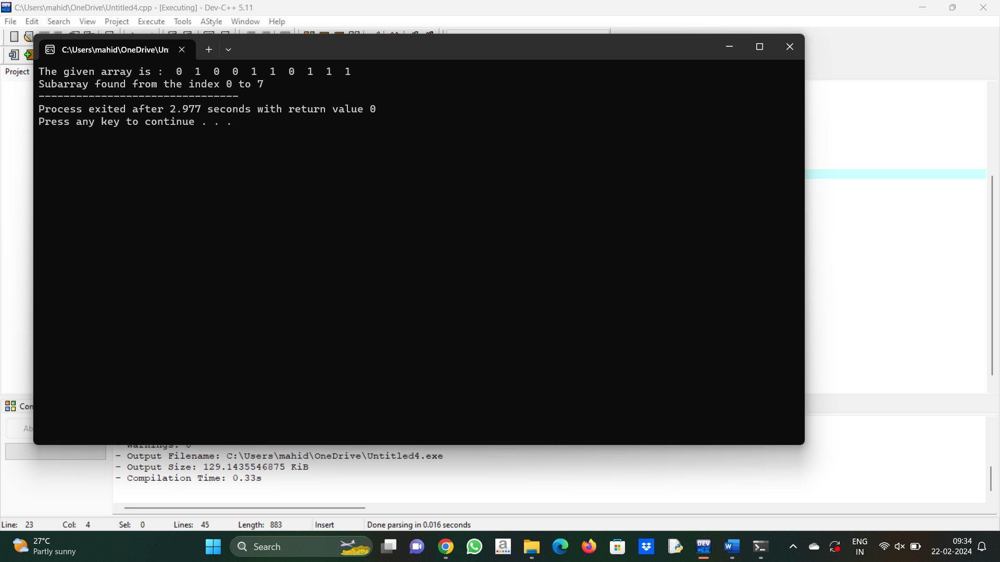 C:\Users\mahid\OneDrive\Untitled4.cpp - [Executing] - Dev-C++ 5.11
File Edit Search View Project Execute Tools AStyle Window Help
C:\Users\mahid\OneDrive\Un
Project
The given array is : 0 1 0 0 1 1 0 1 1 1
Subarray found from the index 0 to 7
--------------------------------
Process exited after 2.977 seconds with return value 0
Press any key to continue . . .
- Output Filename: C:\Users\mahid\OneDrive\Untitled4.exe
- Output Size: 129.1435546875 KiB
- Compilation Time: 0.33s
Line: 23 Col: 4 Sel: 0 Lines: 45 Length: 883 Insert Done parsing in 0.016 seconds
27°C
Partly sunny
Search
ENG
IN
09:34
22-02-2024